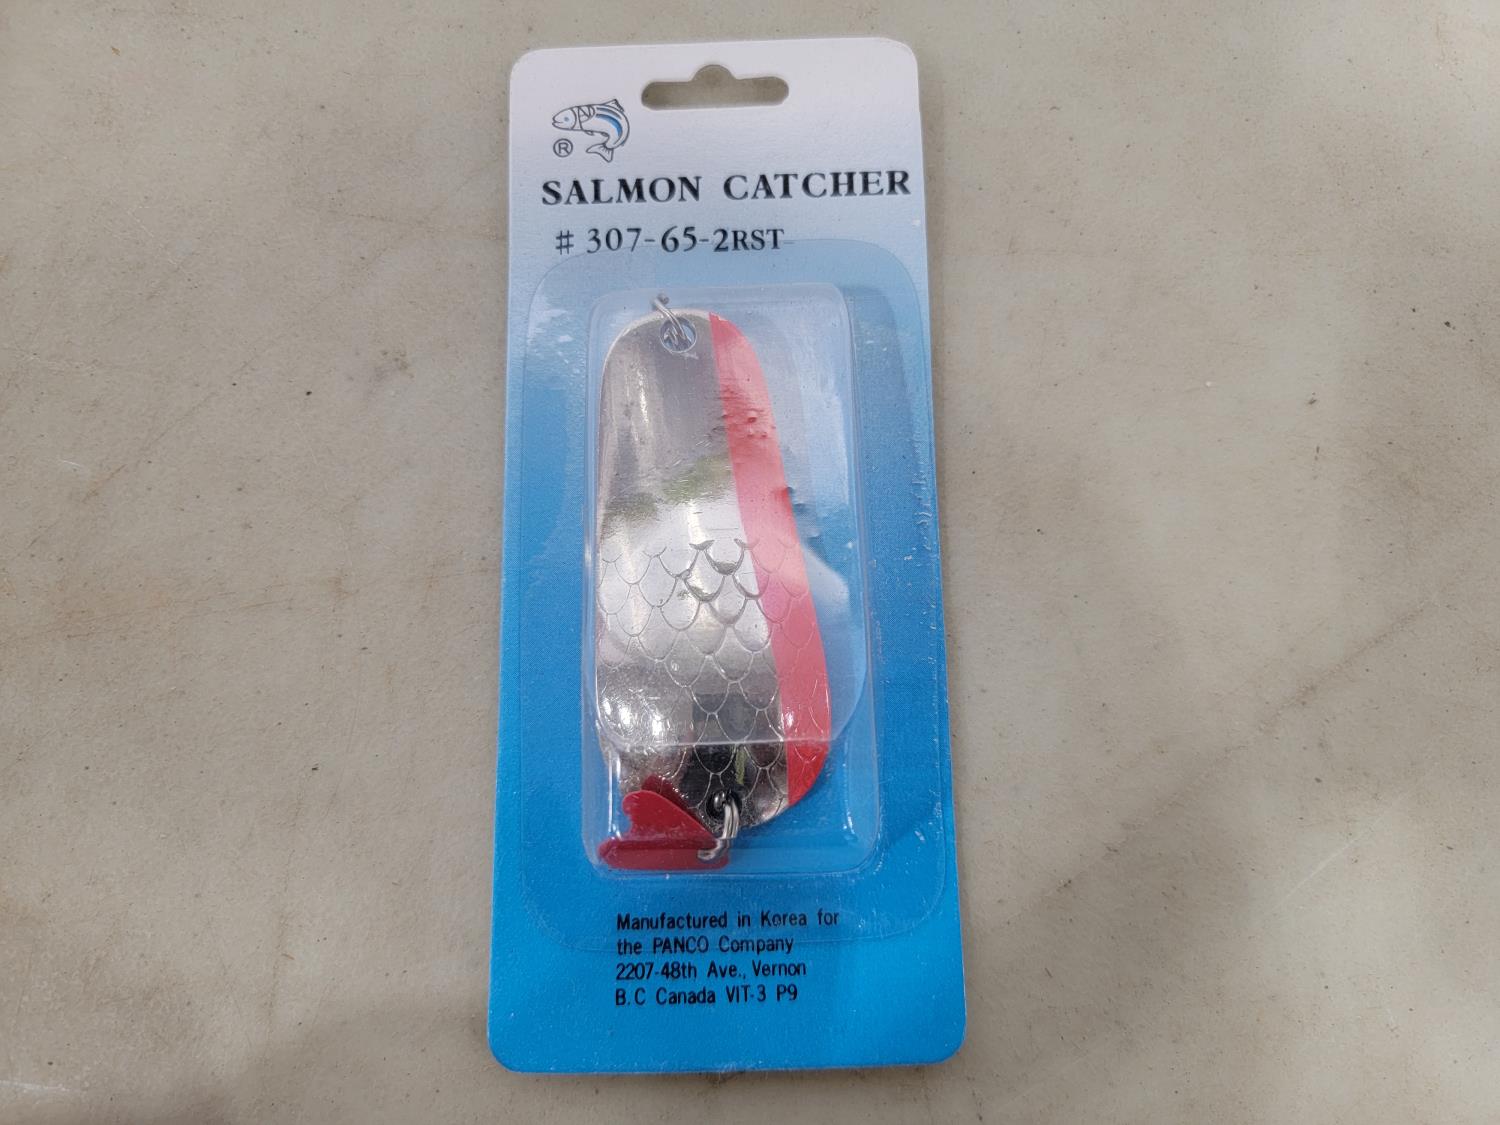 ®
SALMON CATCHER
# 307-65-2RST
Manufactured in Korea for
the PANCO Company
2207-48th Ave., Vernon
B.C Canada VIT-3 P9